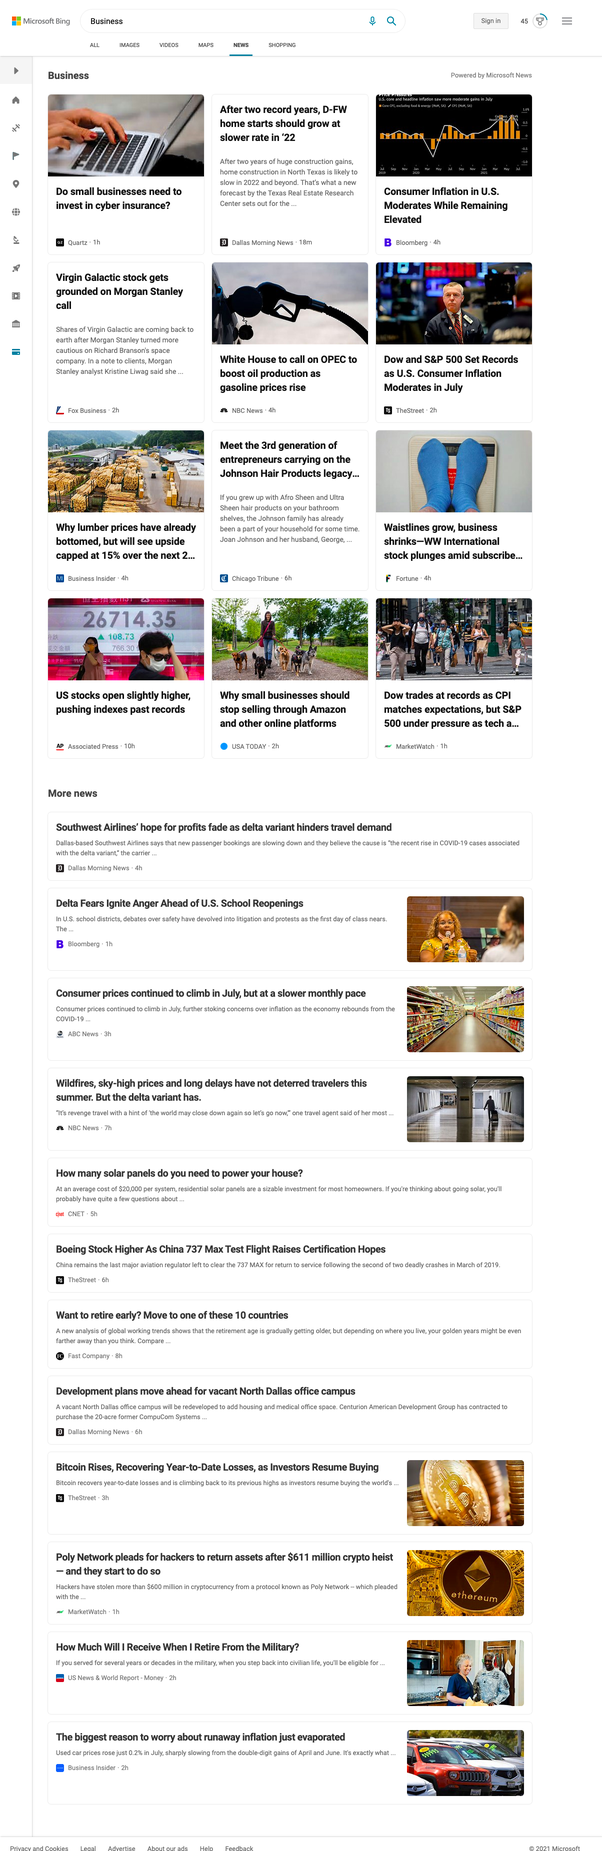 Microsoft Bing
Business
Sign in
45
ALL
IMAGES
VIDEOS
MAPS
NEWS
SHOPPING
Business
Powered by Microsoft News
Do small businesses need to
invest in cyber insurance?
Quartz · 1h
After two record years, D-FW
home starts should grow at
slower rate in ‘22
After two years of huge construction gains,
home construction in North Texas is likely to
slow in 2022 and beyond. That's what a new
forecast by the Texas Real Estate Research
Center sets out for the ...
Dallas Morning News · 18m
U.S. core and headline inflation saw more moderate gains in July
Consumer Inflation in U.S.
Moderates While Remaining
Elevated
Bloomberg · 4h
Virgin Galactic stock gets
grounded on Morgan Stanley
call
Shares of Virgin Galactic are coming back to
earth after Morgan Stanley turned more
cautious on Richard Branson's space
company. In a note to clients, Morgan
Stanley analyst Kristine Liwag said she ...
Fox Business · 2h
White House to call on OPEC to
boost oil production as
gasoline prices rise
NBC News · 4h
Dow and S&P 500 Set Records
as U.S. Consumer Inflation
Moderates in July
TheStreet · 2h
Why lumber prices have already
bottomed, but will see upside
capped at 15% over the next 2...
Business Insider · 4h
Meet the 3rd generation of
entrepreneurs carrying on the
Johnson Hair Products legacy...
If you grew up with Afro Sheen and Ultra
Sheen hair products on your bathroom
shelves, the Johnson family has already
been a part of your household for some time.
Joan Johnson and her husband, George, ...
Chicago Tribune · 6h
Waistlines grow, business
shrinks—WW International
stock plunges amid subscribe...
Fortune · 4h
26714.35
108.73
766.30
US stocks open slightly higher,
pushing indexes past records
Associated Press · 10h
Why small businesses should
stop selling through Amazon
and other online platforms
USA TODAY · 2h
Dow trades at records as CPI
matches expectations, but S&P
500 under pressure as tech a...
MarketWatch · 1h
More news
Southwest Airlines’ hope for profits fade as delta variant hinders travel demand
Dallas-based Southwest Airlines says that new passenger bookings are slowing down and they believe the cause is “the recent rise in COVID-19 cases associated
with the delta variant,” the carrier ...
Dallas Morning News · 4h
Delta Fears Ignite Anger Ahead of U.S. School Reopenings
In U.S. school districts, debates over safety have devolved into litigation and protests as the first day of class nears.
The ...
Bloomberg · 1h
Consumer prices continued to climb in July, but at a slower monthly pace
Consumer prices continued to climb in July, further stoking concerns over inflation as the economy rebounds from the
COVID-19 ...
ABC News · 3h
Wildfires, sky-high prices and long delays have not deterred travelers this
summer. But the delta variant has.
“It's revenge travel with a hint of ‘the world may close down again so let's go now,’” one travel agent said of her most ...
NBC News · 7h
How many solar panels do you need to power your house?
At an average cost of $20,000 per system, residential solar panels are a sizable investment for most homeowners. If you're thinking about going solar, you'll
probably have quite a few questions about ...
CNET · 5h
Boeing Stock Higher As China 737 Max Test Flight Raises Certification Hopes
China remains the last major aviation regulator left to clear the 737 MAX for return to service following the second of two deadly crashes in March of 2019.
TheStreet · 6h
Want to retire early? Move to one of these 10 countries
A new analysis of global working trends shows that the retirement age is gradually getting older, but depending on where you live, your golden years might be even
farther away than you think. Compare ...
Fast Company · 8h
Development plans move ahead for vacant North Dallas office campus
A vacant North Dallas office campus will be redeveloped to add housing and medical office space. Centurion American Development Group has contracted to
purchase the 20-acre former CompuCom Systems ...
Dallas Morning News · 6h
Bitcoin Rises, Recovering Year-to-Date Losses, as Investors Resume Buying
Bitcoin recovers year-to-date losses and is climbing back to its previous highs as investors resume buying the world's ...
TheStreet · 3h
Poly Network pleads for hackers to return assets after $611 million crypto heist
— and they start to do so
Hackers have stolen more than $600 million in cryptocurrency from a protocol known as Poly Network -- which pleaded
with the ...
MarketWatch · 1h
ethereum
How Much Will I Receive When I Retire From the Military?
If you served for several years or decades in the military, when you step back into civilian life, you'll be eligible for ...
US News & World Report - Money · 2h
The biggest reason to worry about runaway inflation just evaporated
Used car prices rose just 0.2% in July, sharply slowing from the double-digit gains of April and June. It's exactly what ...
Business Insider · 2h
Privacy and Cookies
Legal
Advertise
About our ads
Help
Feedback
© 2021 Microsoft